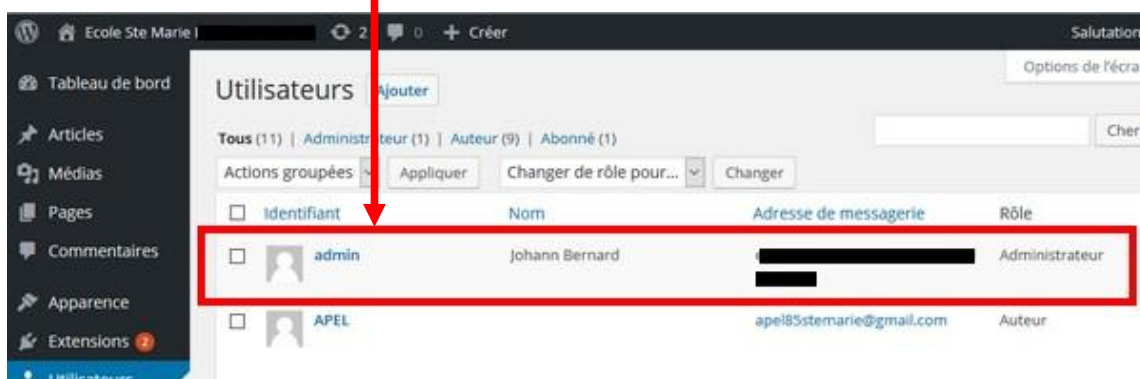 Ecole Ste Marie 2 0 + Créer Salutation
Options de l'écra
Tableau de bord
Utilisateurs Ajouter
Articles
Tous (11) | Administrateur (1) | Auteur (9) | Abonné (1)
Cher
Médias
Actions groupées Appliquer Changer de rôle pour... Changer
Pages
Identifiant Nom Adresse de messagerie Rôle
Commentaires
admin Johann Bernard Administrateur
Apparence
APEL apel85stemarie@gmail.com Auteur
Extensions 2
Utilisateurs